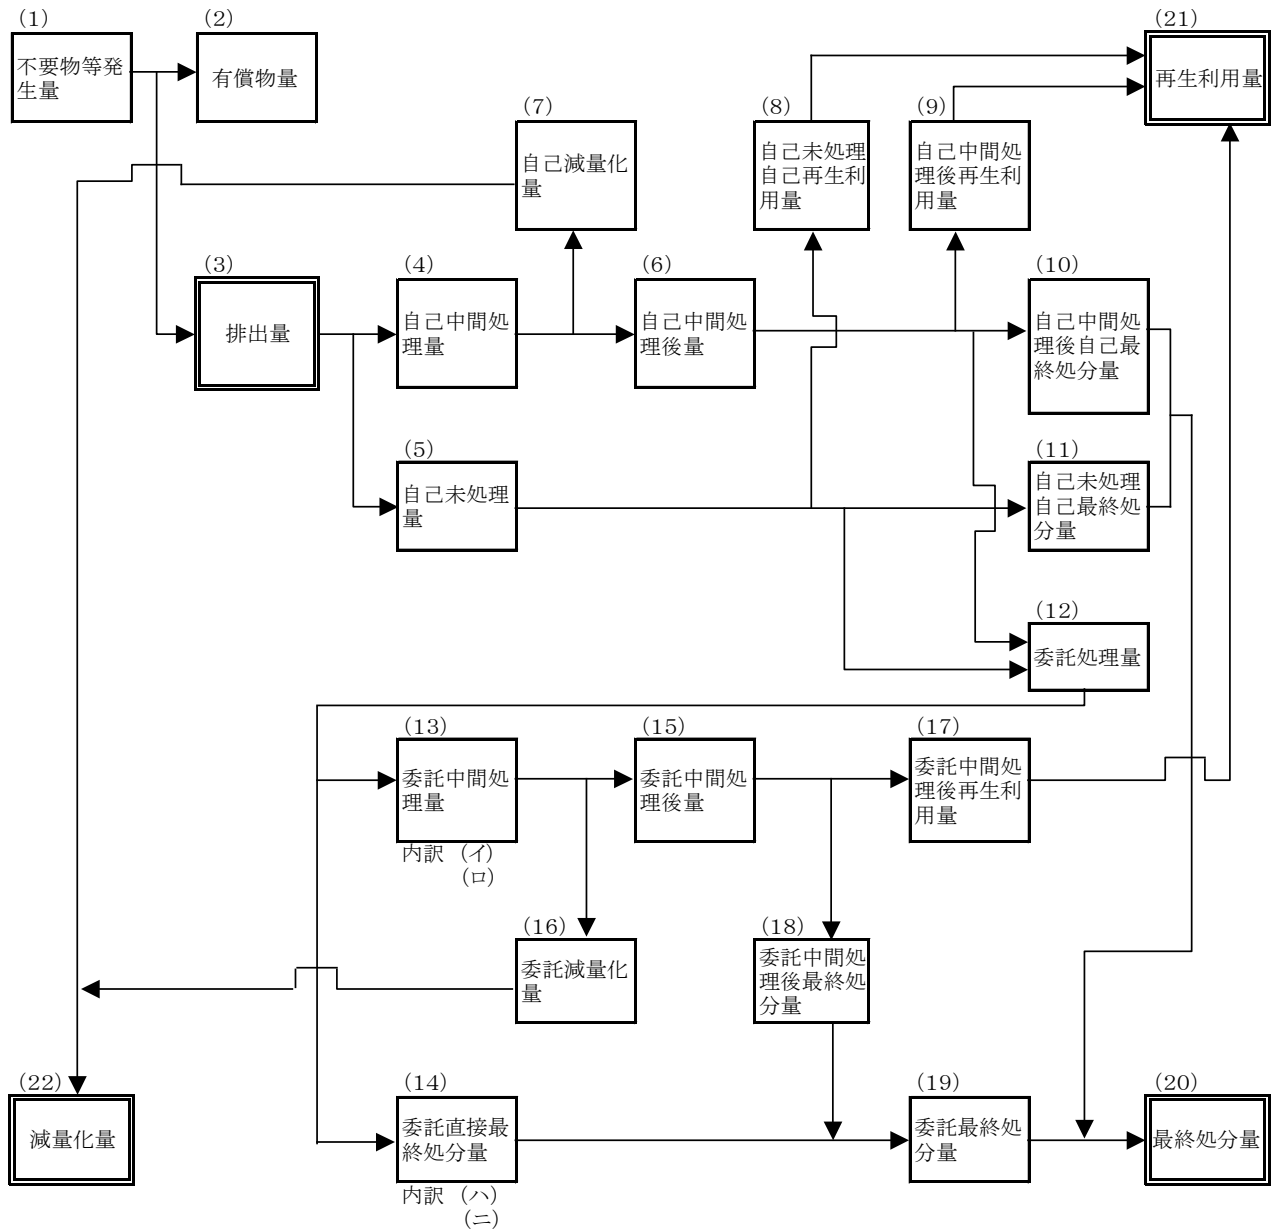 (1)
不要物等発
生量
(2)
有償物量
(21)
再生利用量
(7)
自己減量化
量
(8)
自己未処理
自己再生利
用量
(9)
自己中間処
理後再生利
用量
(3)
排出量
(4)
自己中間処
理量
(6)
自己中間処
理後量
(10)
自己中間処
理後自己最
終処分量
(5)
自己未処理
量
(11)
自己未処理
自己最終処
分量
(12)
委託処理量
(13)
委託中間処
理量
内訳 (イ)
(ロ)
(15)
委託中間処
理後量
(17)
委託中間処
理後再生利
用量
(16)
委託減量化
量
(18)
委託中間処
理後最終処
分量
(22)
減量化量
(14)
委託直接最
終処分量
内訳 (ハ)
(ニ)
(19)
委託最終処
分量
(20)
最終処分量